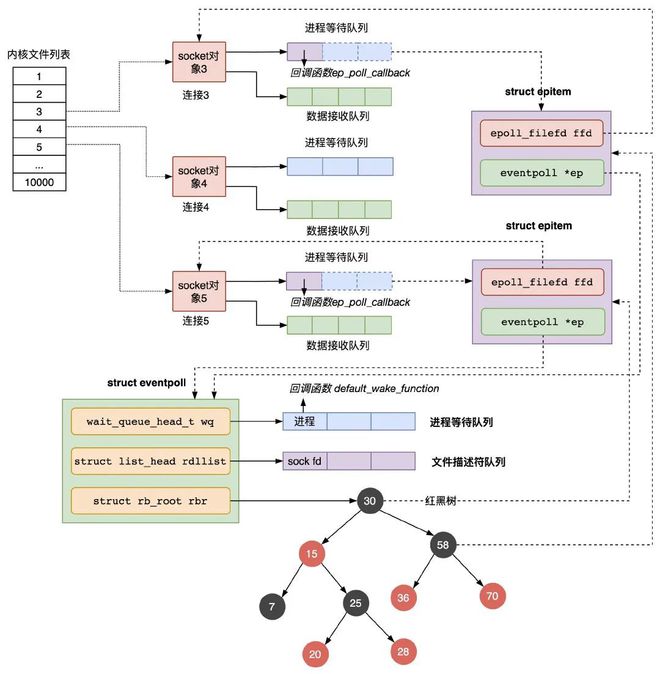 内核文件列表
1
2
3
4
5
...
10000
socket对
象3
连接3
进程等待队列
回调函数ep_poll_callback
数据接收队列
socket对
象4
连接4
进程等待队列
数据接收队列
socket对
象5
连接5
进程等待队列
回调函数ep_poll_callback
数据接收队列
struct epitem
epoll_filefd ffd
eventpoll *ep
struct epitem
epoll_filefd ffd
eventpoll *ep
struct eventpoll
wait_queue_head_t wq
struct list_head rdllist
struct rb_root rbr
回调函数 default_wake_function
进程
进程等待队列
sock fd
文件描述符队列
红黑树
30
15
58
7
25
36
70
20
28